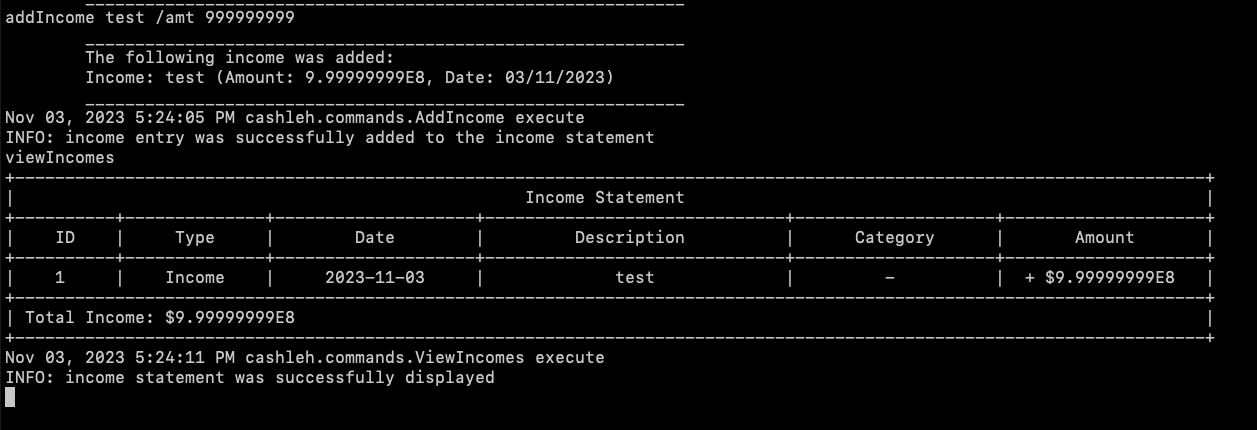 addIncome test /amt 999999999
The following income was added:
Income: test (Amount: 9.99999999E8, Date: 03/11/2023)
Nov 03, 2023 5:24:05 PM cashleh.commands.AddIncome execute
INFO: income entry was successfully added to the income statement
viewIncomes
Income Statement
ID | Type | Date | Description | Category | Amount
1 | Income | 2023-11-03 | test | - | + $9.99999999E8
Total Income: $9.99999999E8
Nov 03, 2023 5:24:11 PM cashleh.commands.ViewIncomes execute
INFO: income statement was successfully displayed